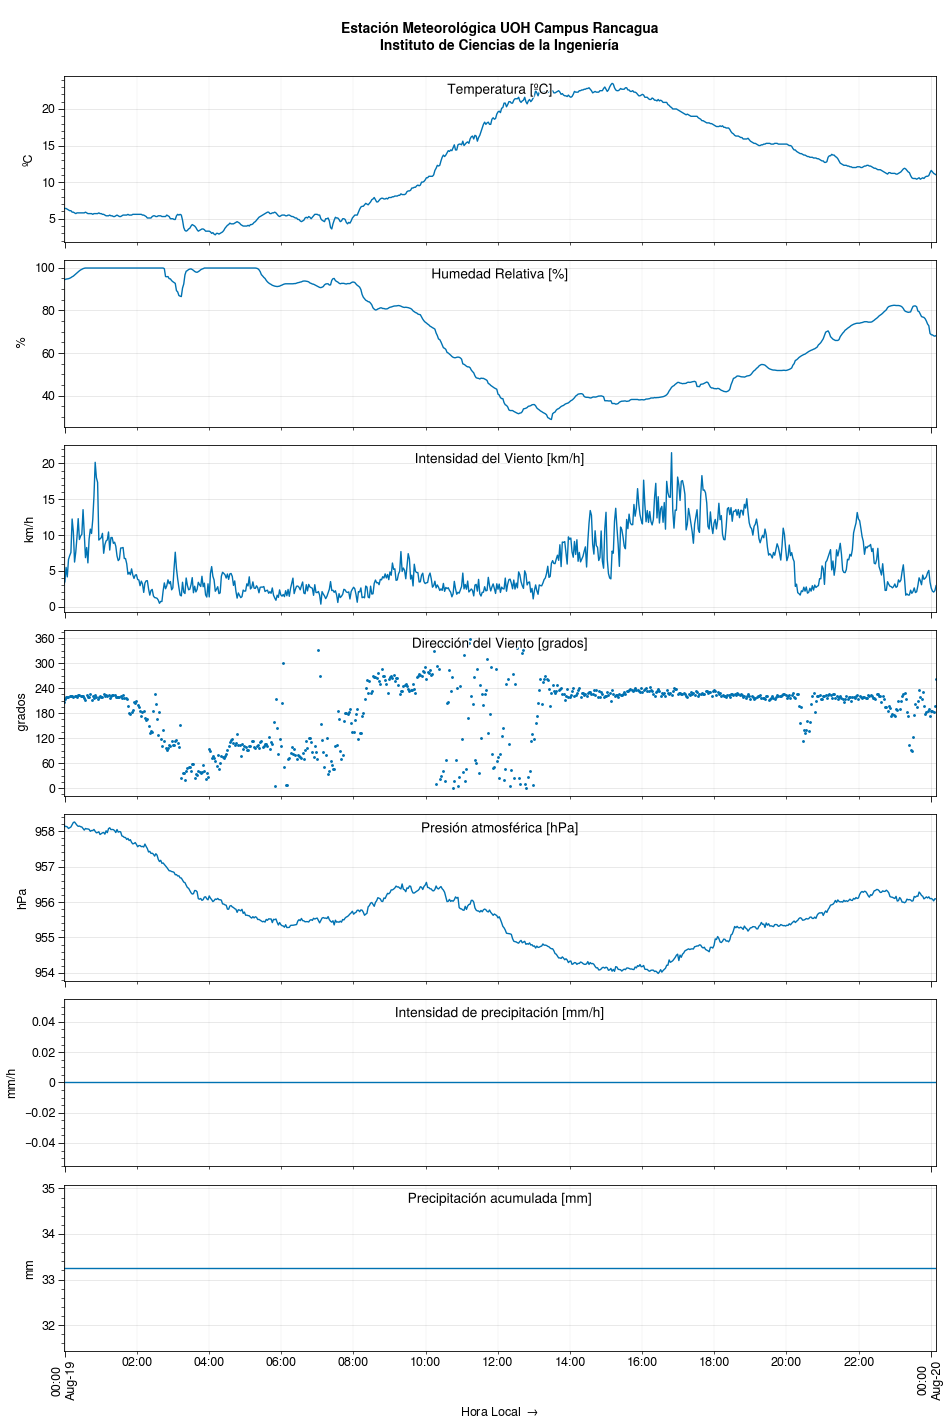 Estación Meteorológica UOH Campus Rancagua
Instituto de Ciencias de la Ingeniería
Temperatura [ºC]
ºC
20
15
10
5
Humedad Relativa [%]
%
100
80
60
40
Intensidad del Viento [km/h]
km/h
20
15
10
5
0
Dirección del Viento [grados]
grados
360
300
240
180
120
60
0
Presión atmosférica [hPa]
hPa
958
957
956
955
954
Intensidad de precipitación [mm/h]
mm/h
0.04
0.02
0
−0.02
−0.04
Precipitación acumulada [mm]
mm
35
34
33
32
00:00
Aug-19
02:00
04:00
06:00
08:00
10:00
12:00
14:00
16:00
18:00
20:00
22:00
00:00
Aug-20
Hora Local →